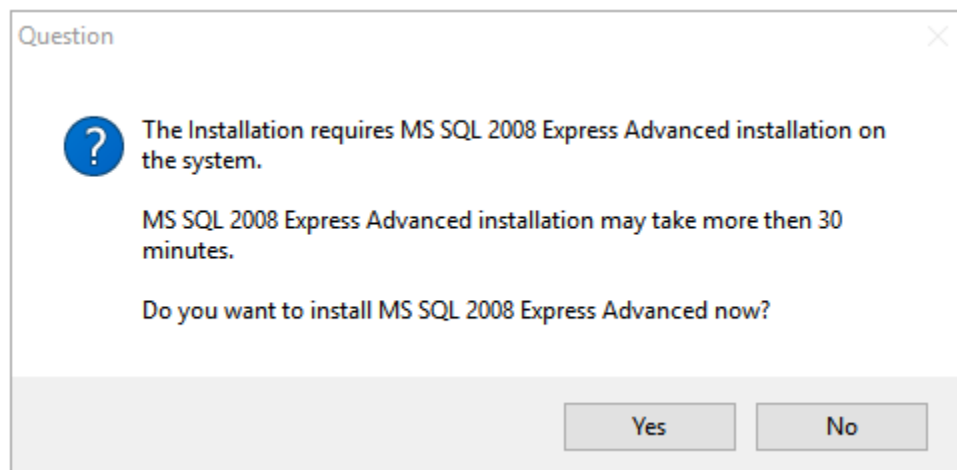 Question
The Installation requires MS SQL 2008 Express Advanced installation on
the system.
MS SQL 2008 Express Advanced installation may take more then 30
minutes.
Do you want to install MS SQL 2008 Express Advanced now?
Yes
No